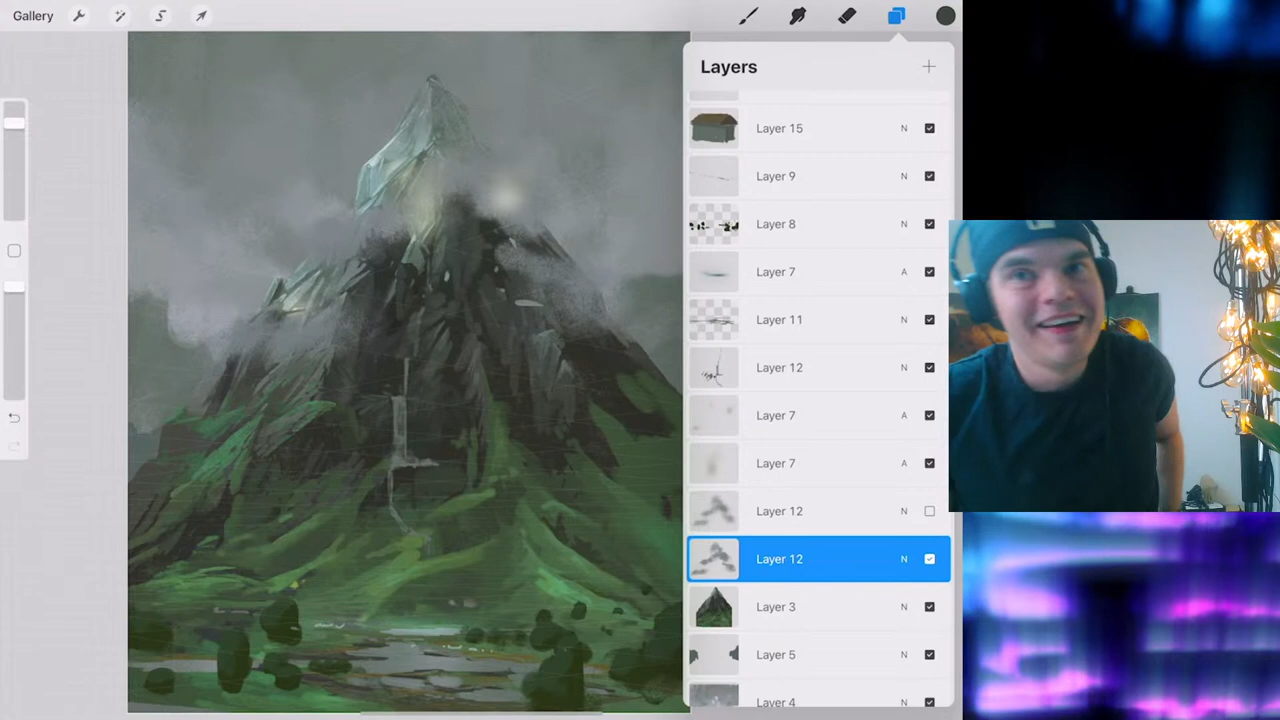 Gallery
Layers
Layer 15 N
Layer 9 N
Layer 8 N
Layer 7 A
Layer 11 N
Layer 12 N
Layer 7 A
Layer 7 A
Layer 12 N
Layer 12 N
Layer 3 N
Layer 5 N
Layer 4 N